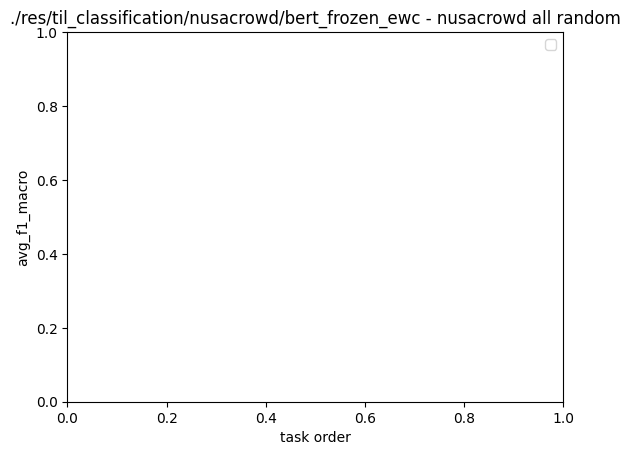 ./res/til_classification/nusacrowd/bert_frozen_ewc - nusacrowd all random
1.0
0.8
0.6
0.4
0.2
0.0
avg_f1_macro
0.0 0.2 0.4 0.6 0.8 1.0
task order